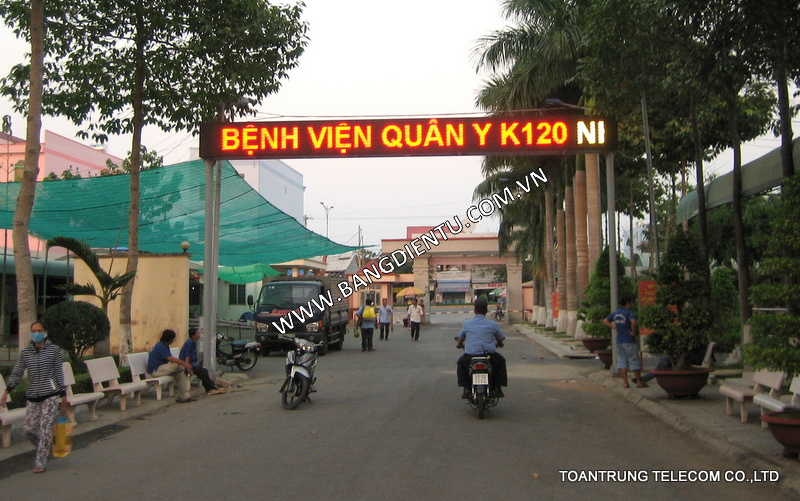 BỆNH VIỆN QUÂN Y K120 NI
WWW.BANGDIENTU.COM.VN
TOANTRUNG TELECOM CO.,LTD